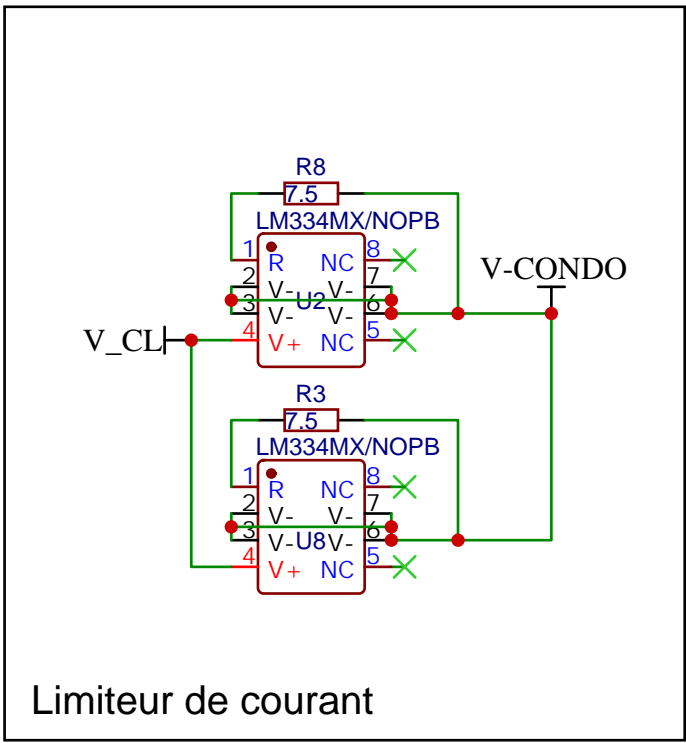 R8
7.5
LM334MX/NOPB
1 R NC 8
2 V- V- 7
U2
3 V- V- 6
4 V+ NC 5
V_CL
V-CONDO
R3
7.5
LM334MX/NOPB
1 R NC 8
2 V- V- 7
3 V- U8 V- 6
4 V+ NC 5
Limiteur de courant